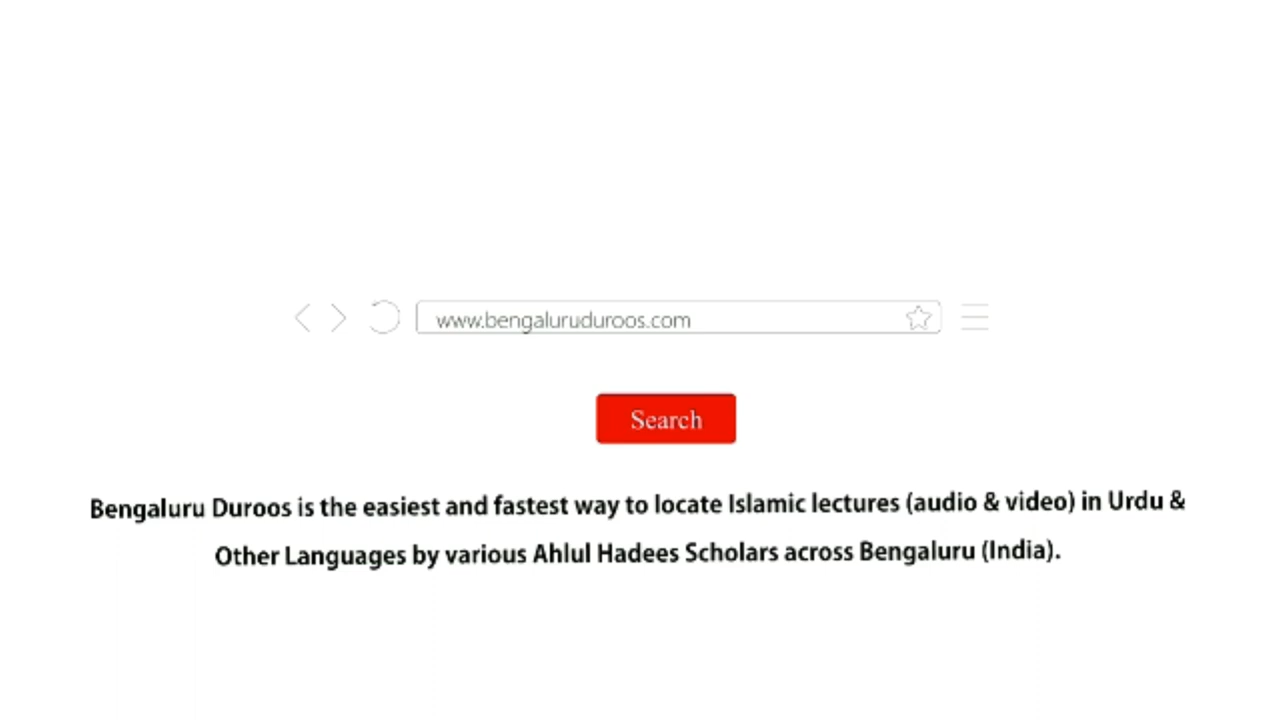 www.bengaluruduroos.com
Search
Bengaluru Duroos is the easiest and fastest way to locate Islamic lectures (audio & video) in Urdu &
Other Languages by various Ahlul Hadees Scholars across Bengaluru (India).